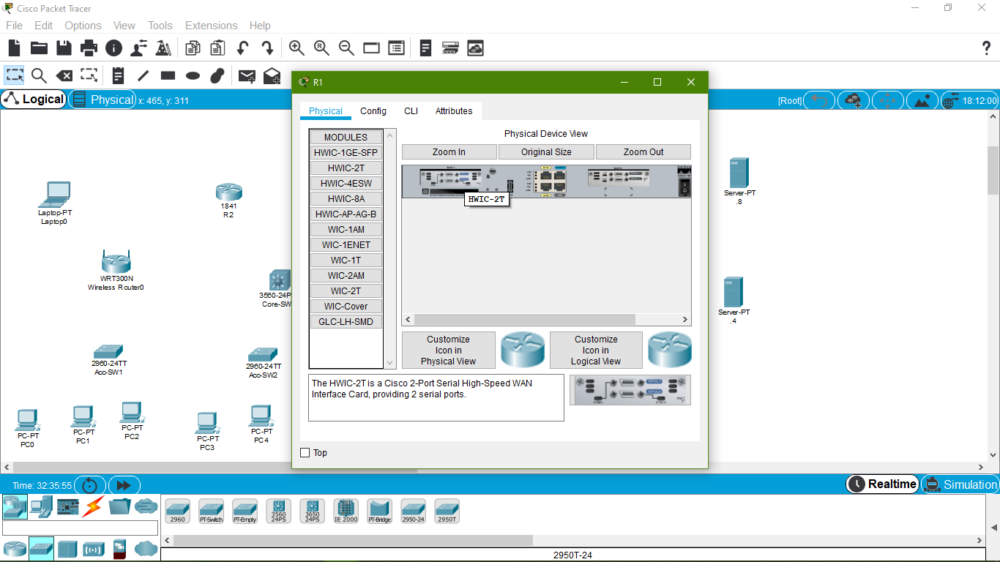 Cisco Packet Tracer
File Edit Options View Tools Extensions Help
R1
Logical
Physical
x: 465, y: 311
[Root]
18:12:00
Physical Config CLI Attributes
MODULES
HWIC-1GE-SFP
HWIC-2T
HWIC-4ESW
HWIC-8A
HWIC-AP-AG-B
WIC-1AM
WIC-1ENET
WIC-1T
WIC-2AM
WIC-2T
WIC-Cover
GLC-LH-SMD
Physical Device View
Zoom In
Original Size
Zoom Out
HWIC-2T
Customize
Icon in
Physical View
Customize
Icon in
Logical View
The HWIC-2T is a Cisco 2-Port Serial High-Speed WAN
Interface Card, providing 2 serial ports.
Top
Laptop-PT
Laptop0
1841
R2
WRT300N
Wireless Router0
3560-24P
Core-SW
2960-24TT
Acc-SW1
2960-24TT
Acc-SW2
PC-PT
PC0
PC-PT
PC1
PC-PT
PC2
PC-PT
PC3
PC-PT
PC4
Server-PT
.8
Server-PT
.4
Time: 32:35:55
Realtime
Simulation
2960
PT-Switch
PT-Empty
3560
24PS
3650
24PS
IE 2000
PT-Bridge
2950-24
2950T
2950T-24